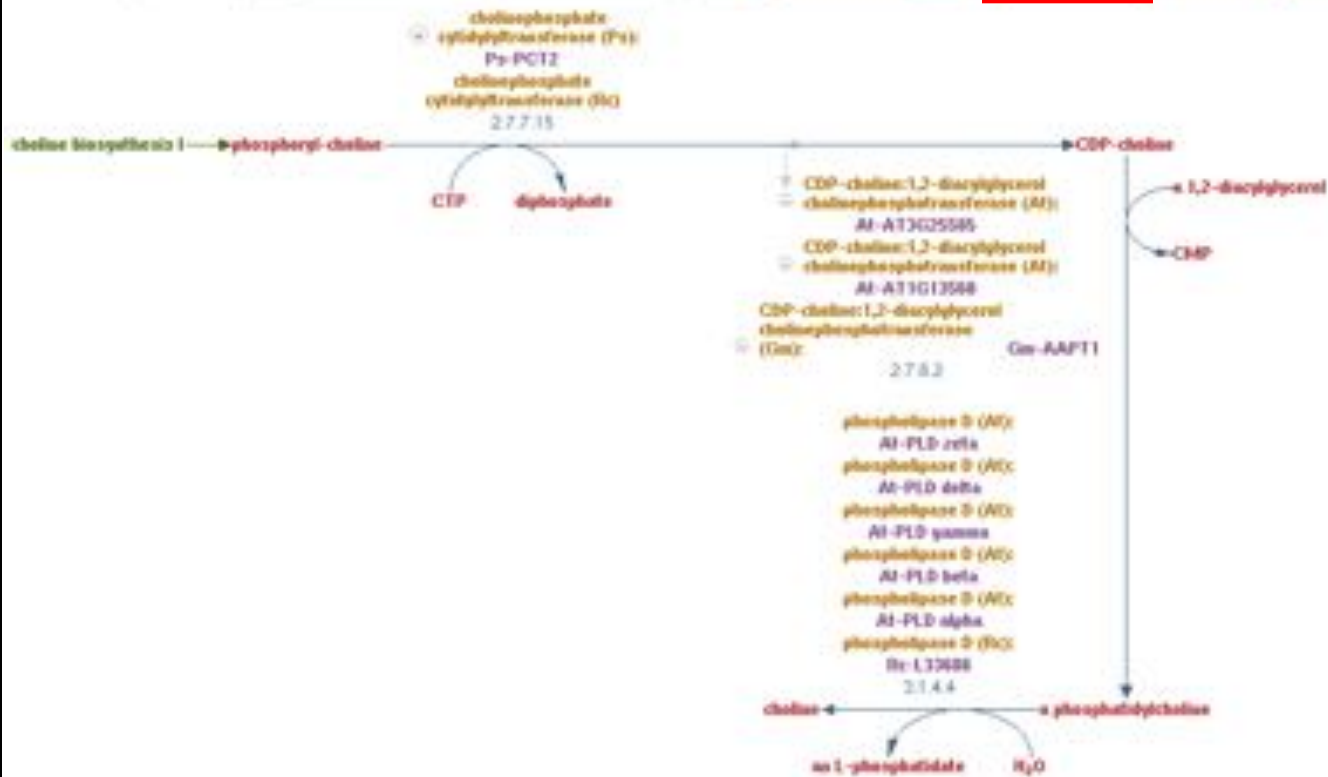 cholinephosphate
cytidylyltransferase (Ps):
Ps-PCT2
cholinephosphate
cytidylyltransferase (Rc)
2.7.7.15
choline biosynthesis I
phosphoryl-choline
CDP-choline
CTP
diphosphate
a 1,2-diacylglycerol
CMP
CDP-choline:1,2-diacylglycerol
cholinephosphotransferase (At):
At-AT3G25585
CDP-choline:1,2-diacylglycerol
cholinephosphotransferase (At):
At-AT1G13560
CDP-choline:1,2-diacylglycerol
cholinephosphotransferase
(Gm):
Gm-AAPT1
2.7.8.2
phospholipase D (At):
At-PLD zeta
phospholipase D (At):
At-PLD delta
phospholipase D (At):
At-PLD gamma
phospholipase D (At):
At-PLD beta
phospholipase D (At):
At-PLD alpha
phospholipase D (Rc):
Rc-L33686
3.1.4.4
choline
a phosphatidylcholine
an L-phosphatidate
H₂O